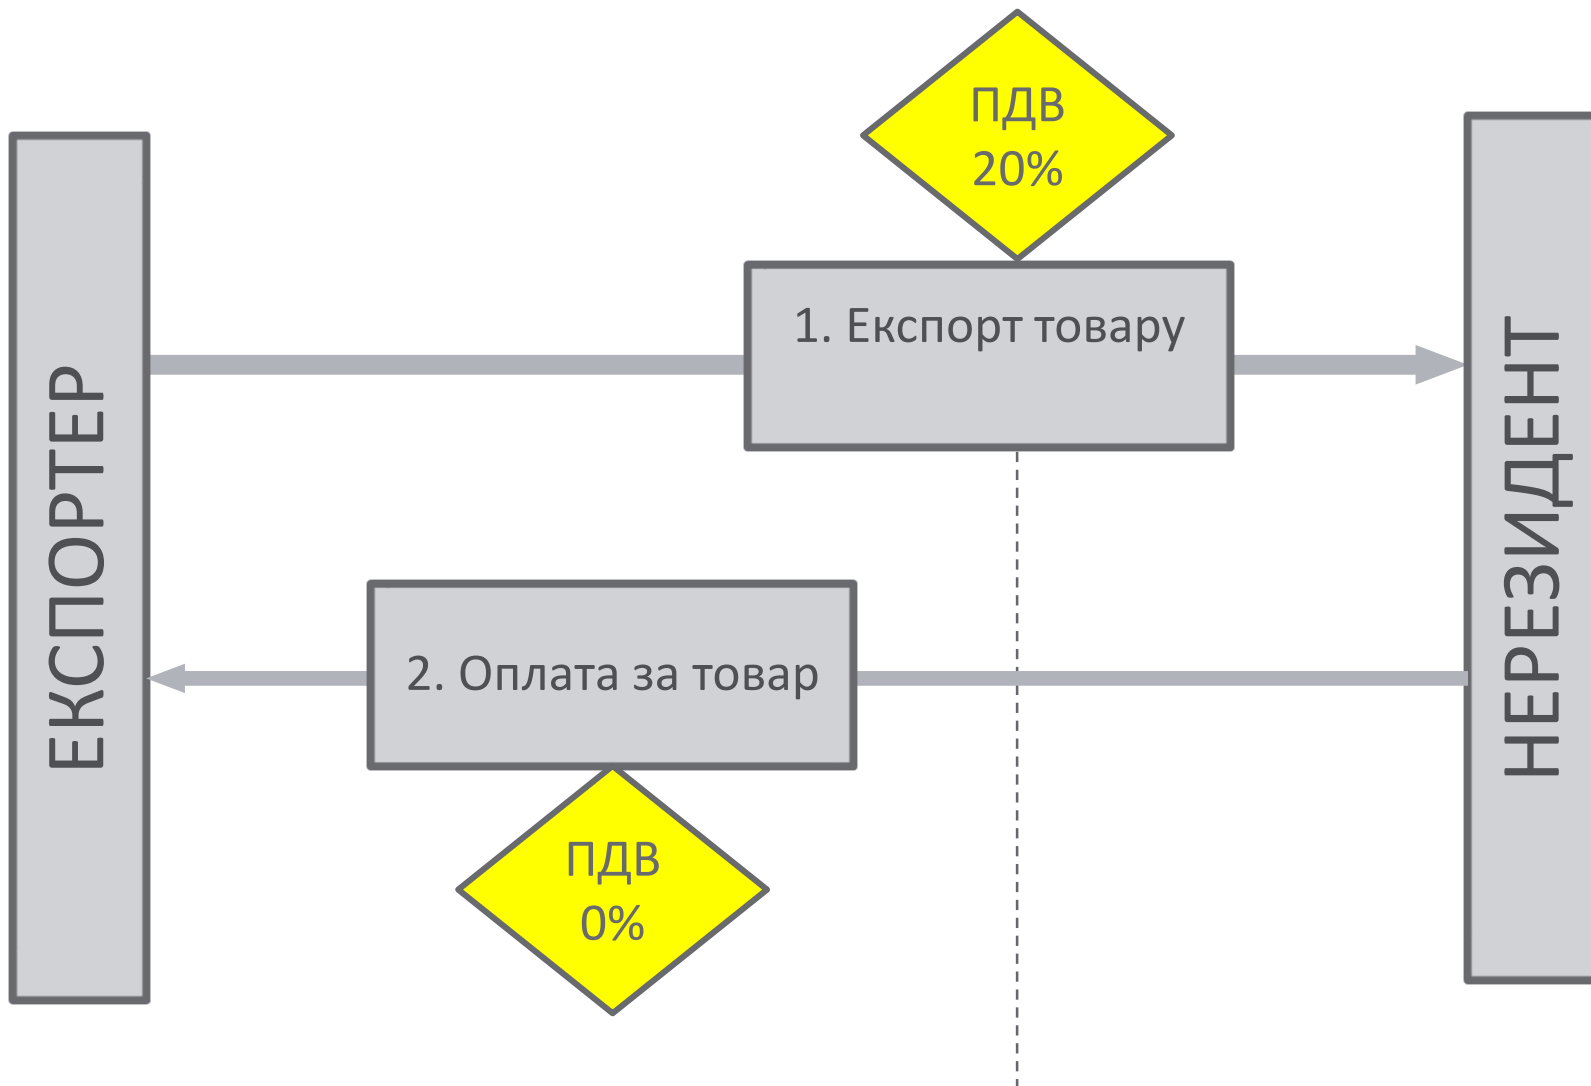 ПДВ
20%
1. Експорт товару
ЕКСПОРТЕР
НЕРЕЗИДЕНТ
2. Оплата за товар
ПДВ
0%